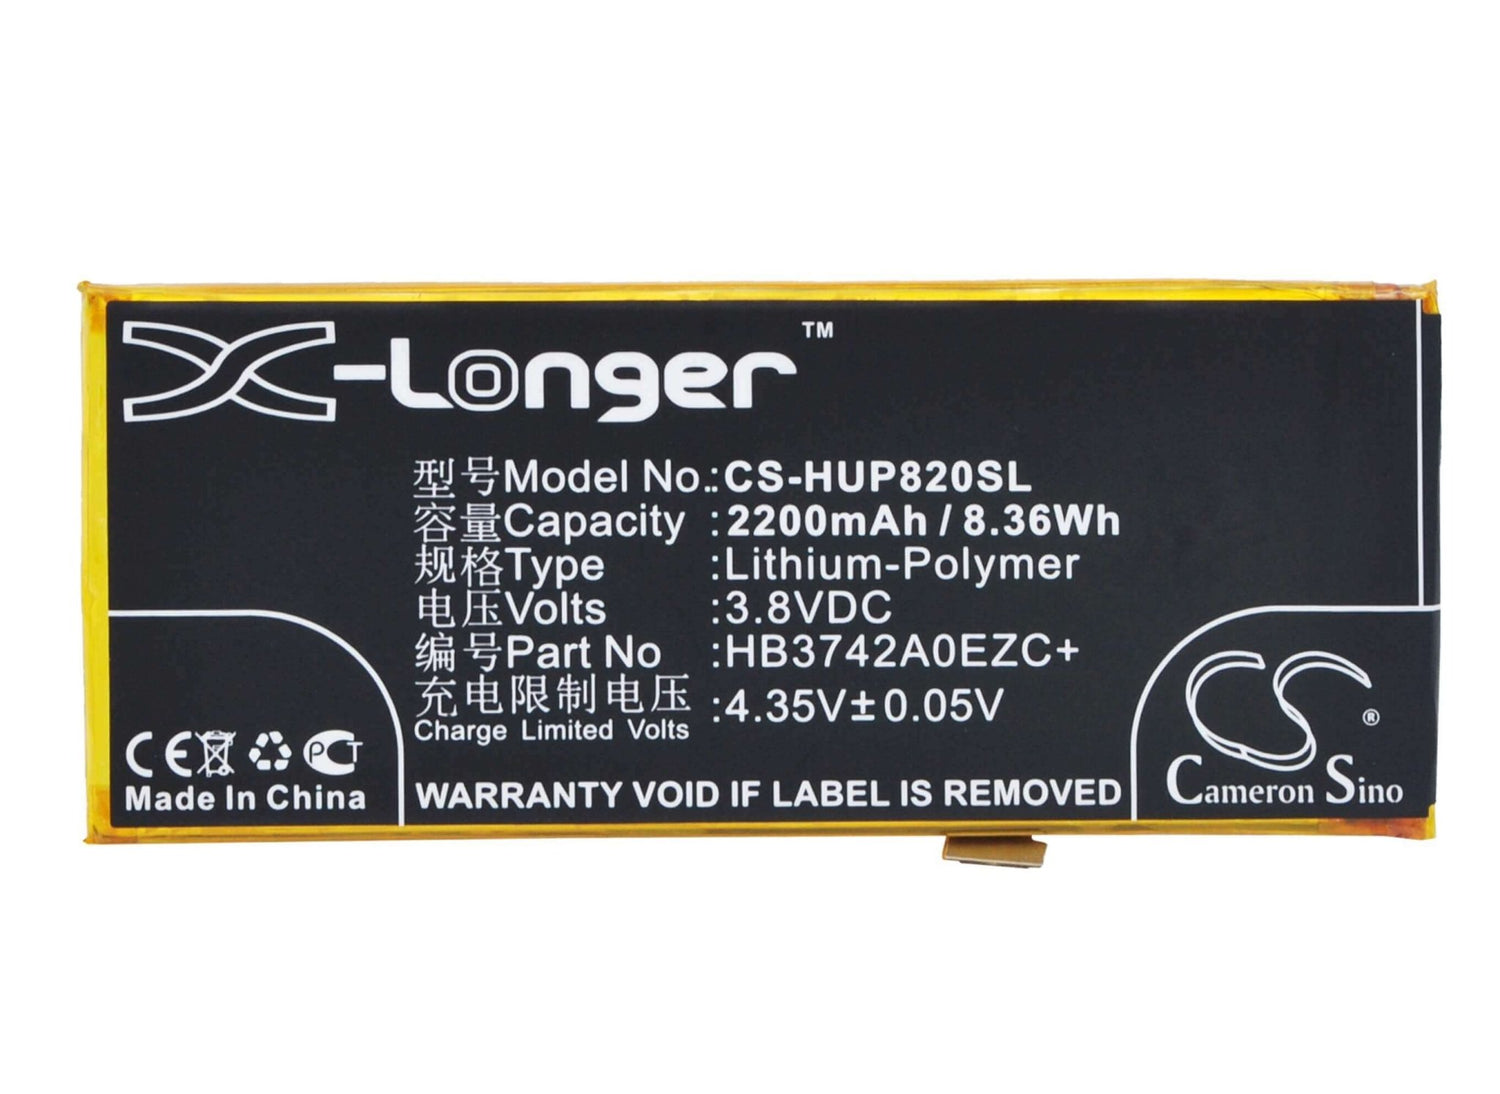 X-Longer™
型号Model No.:CS-HUP820SL
容量Capacity :2200mAh / 8.36Wh
规格Type :Lithium-Polymer
电压Volts :3.8VDC
编号Part No :HB3742A0EZC+
充电限制电压 :4.35V±0.05V
Charge Limited Volts
CE PCT
Made In China
WARRANTY VOID IF LABEL IS REMOVED
CS®
Cameron Sino